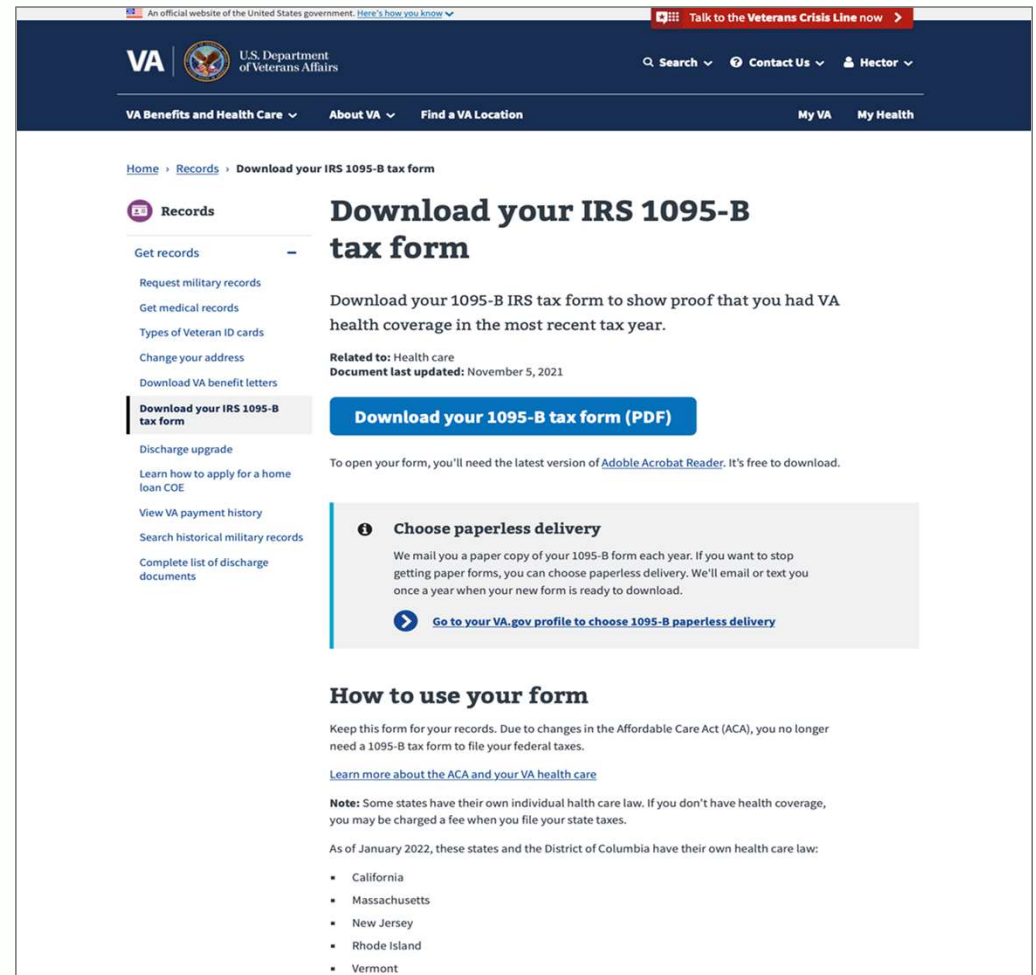 An official website of the United States government. Here's how you know
Talk to the Veterans Crisis Line now
VA
U.S. Department
of Veterans Affairs
Search
Contact Us
Hector
VA Benefits and Health Care
About VA
Find a VA Location
My VA
My Health
Home › Records › Download your IRS 1095-B tax form
Records
Get records
Request military records
Get medical records
Types of Veteran ID cards
Change your address
Download VA benefit letters
Download your IRS 1095-B
tax form
Discharge upgrade
Learn how to apply for a home
loan COE
View VA payment history
Search historical military records
Complete list of discharge
documents
Download your IRS 1095-B
tax form
Download your 1095-B IRS tax form to show proof that you had VA
health coverage in the most recent tax year.
Related to: Health care
Document last updated: November 5, 2021
Download your 1095-B tax form (PDF)
To open your form, you'll need the latest version of Adoble Acrobat Reader. It's free to download.
Choose paperless delivery
We mail you a paper copy of your 1095-B form each year. If you want to stop
getting paper forms, you can choose paperless delivery. We'll email or text you
once a year when your new form is ready to download.
Go to your VA.gov profile to choose 1095-B paperless delivery
How to use your form
Keep this form for your records. Due to changes in the Affordable Care Act (ACA), you no longer
need a 1095-B tax form to file your federal taxes.
Learn more about the ACA and your VA health care
Note: Some states have their own individual halth care law. If you don't have health coverage,
you may be charged a fee when you file your state taxes.
As of January 2022, these states and the District of Columbia have their own health care law:
▪ California
▪ Massachusetts
▪ New Jersey
▪ Rhode Island
▪ Vermont